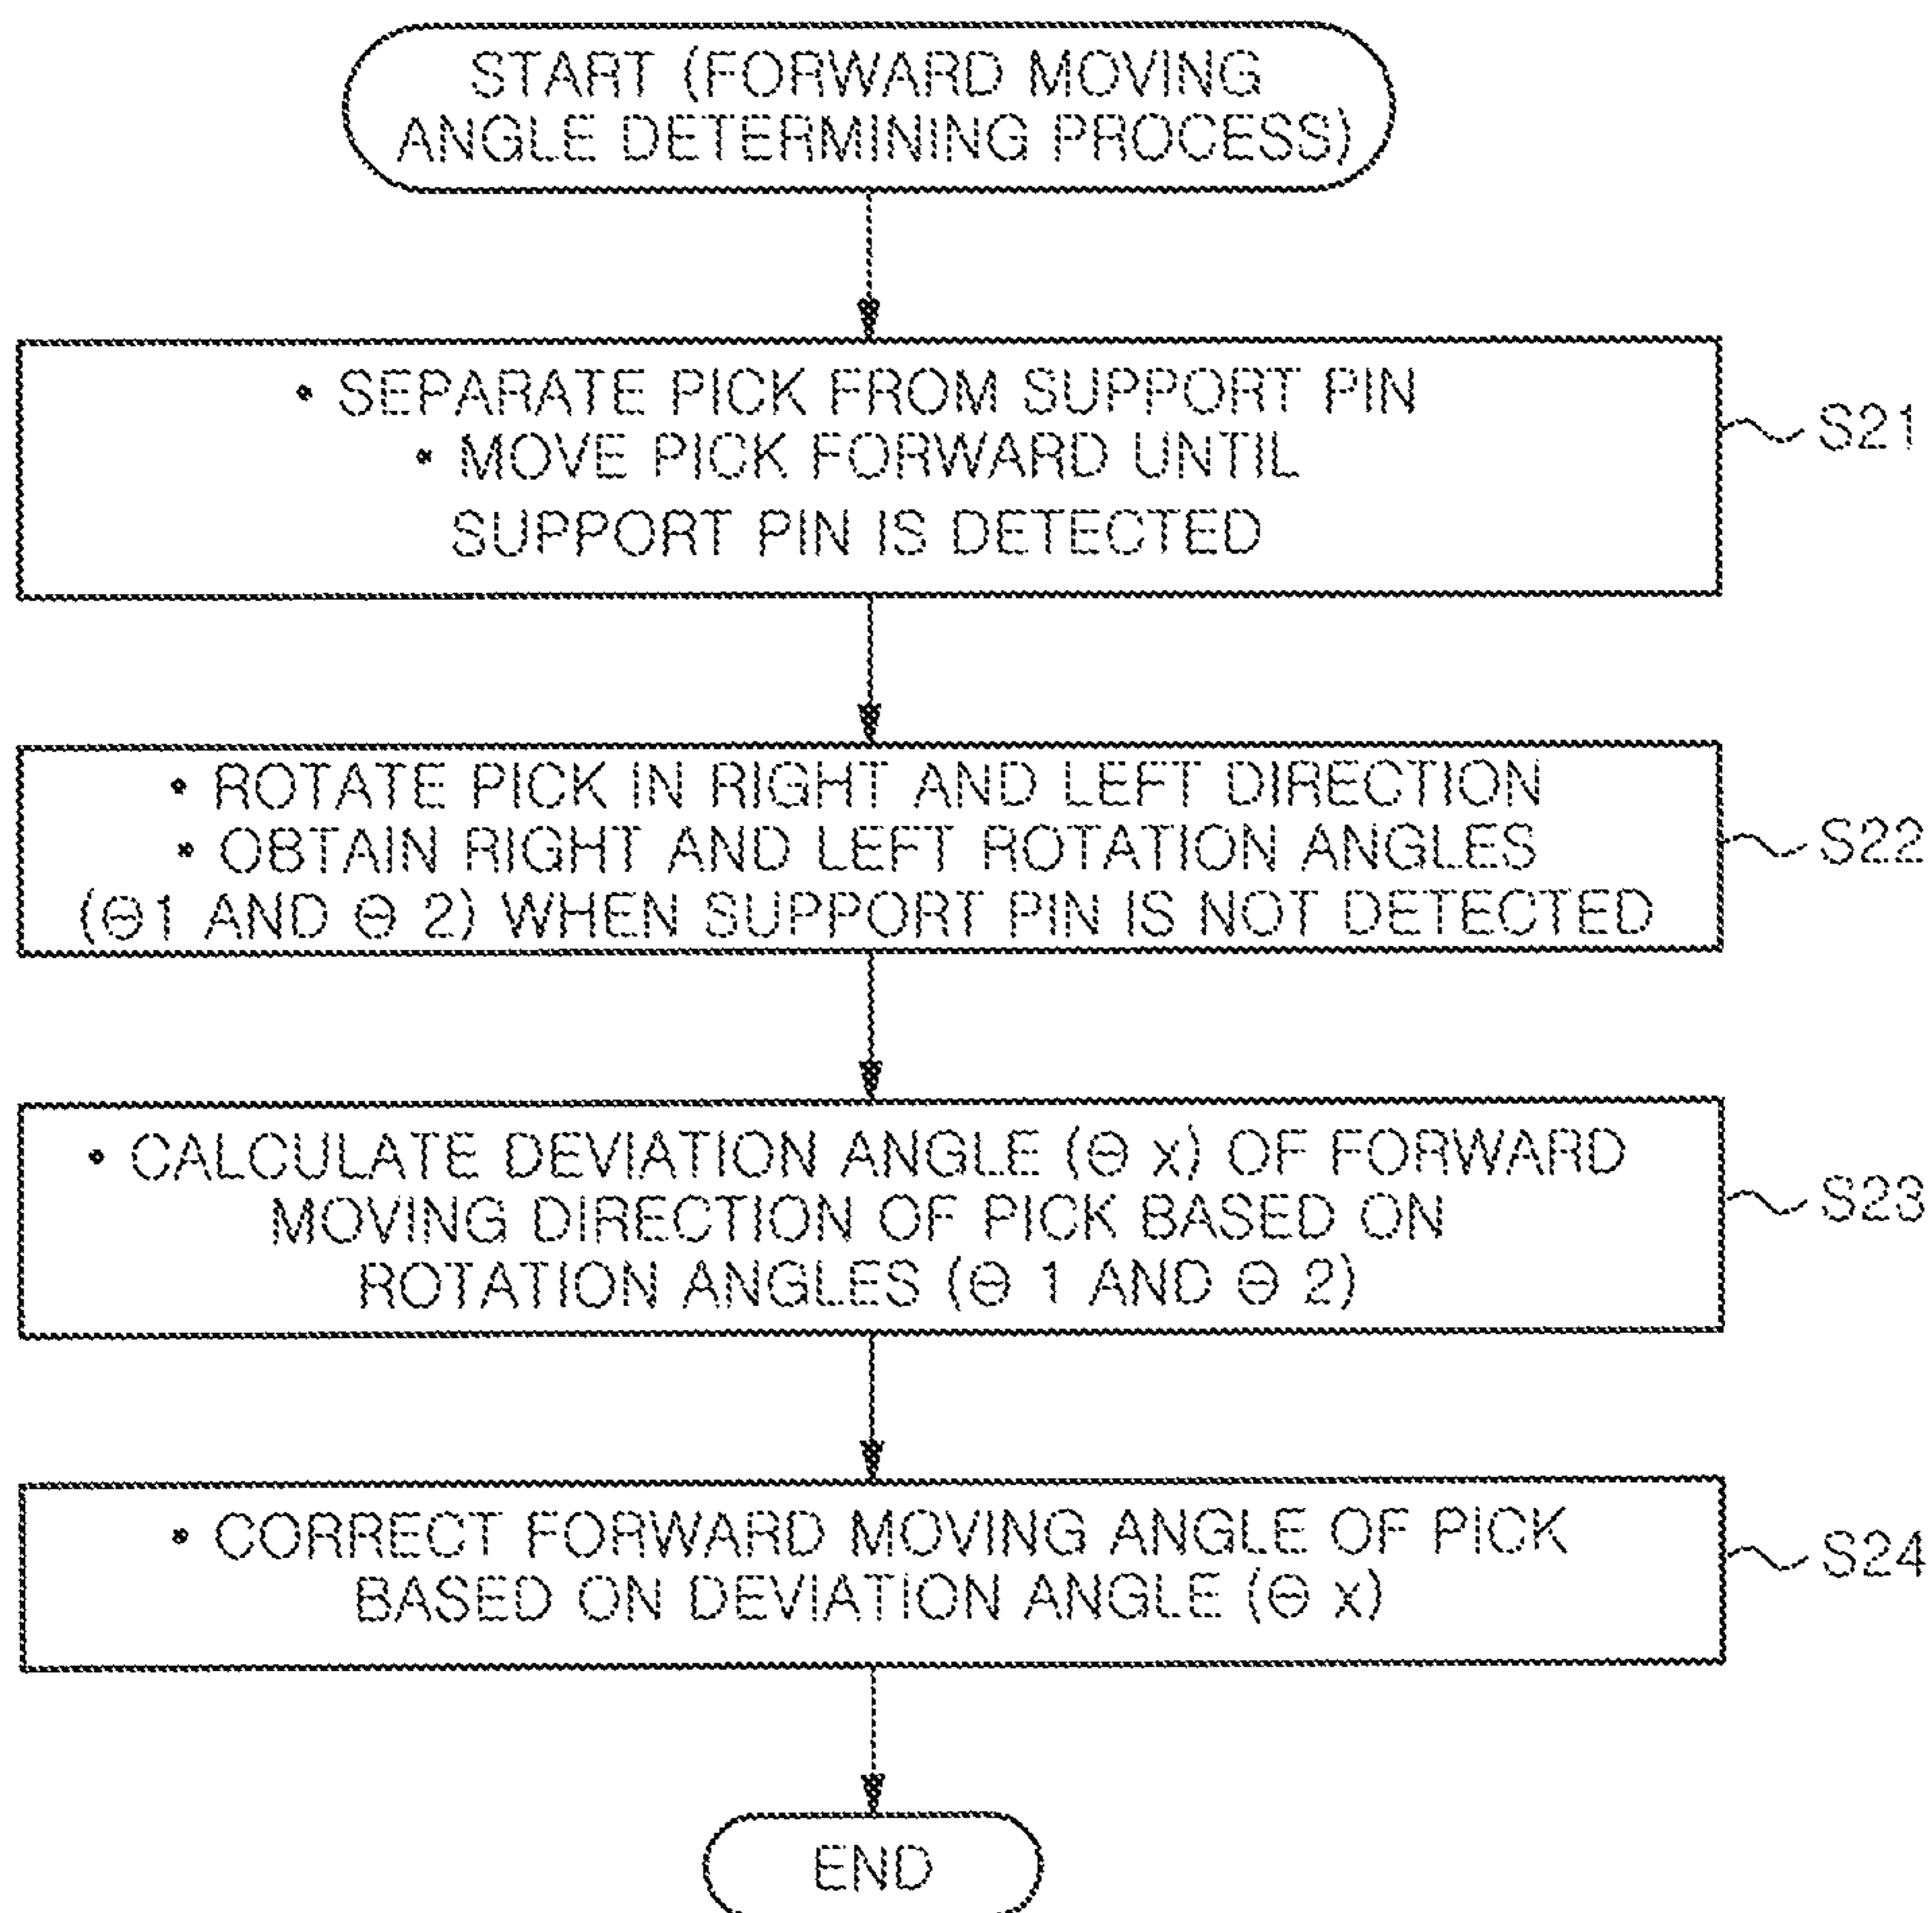 START (FORWARD MOVING
ANGLE DETERMINING PROCESS)
• SEPARATE PICK FROM SUPPORT PIN
• MOVE PICK FORWARD UNTIL
SUPPORT PIN IS DETECTED
S21
• ROTATE PICK IN RIGHT AND LEFT DIRECTION
• OBTAIN RIGHT AND LEFT ROTATION ANGLES
(Θ1 AND Θ 2) WHEN SUPPORT PIN IS NOT DETECTED
S22
• CALCULATE DEVIATION ANGLE (Θ x) OF FORWARD
MOVING DIRECTION OF PICK BASED ON
ROTATION ANGLES (Θ 1 AND Θ 2)
S23
• CORRECT FORWARD MOVING ANGLE OF PICK
BASED ON DEVIATION ANGLE (Θ x)
S24
END